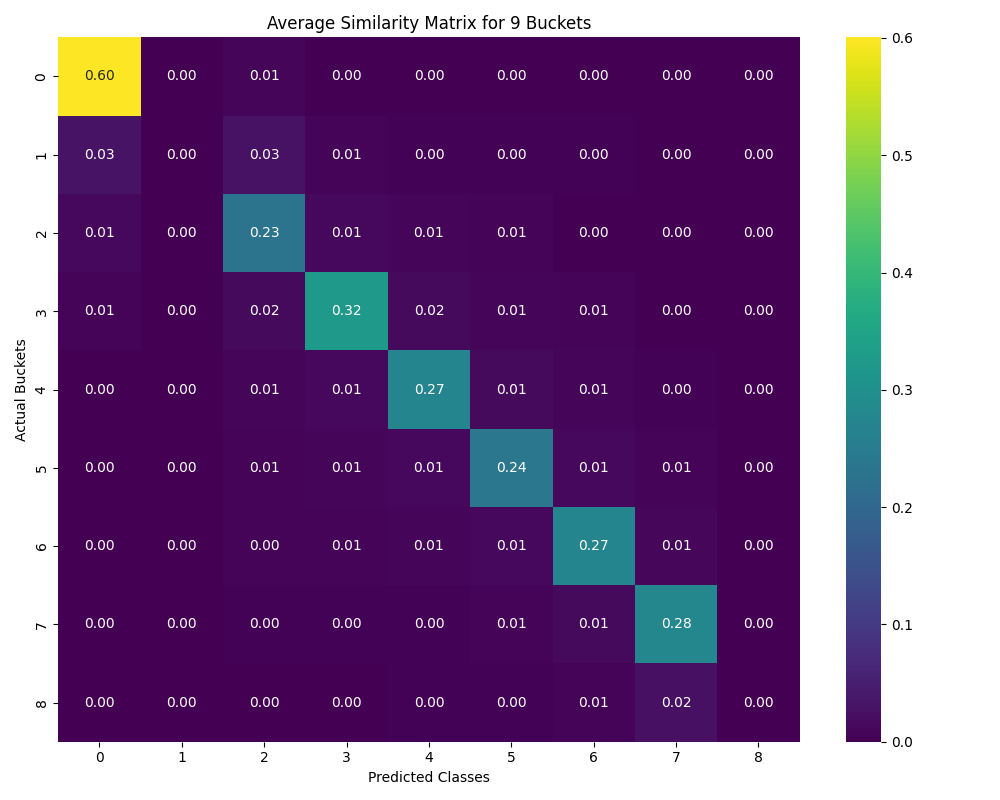 Average Similarity Matrix for 9 Buckets
0 0.60 0.00 0.01 0.00 0.00 0.00 0.00 0.00 0.00 0.6
1 0.03 0.00 0.03 0.01 0.00 0.00 0.00 0.00 0.00 0.5
2 0.01 0.00 0.23 0.01 0.01 0.01 0.00 0.00 0.00 0.4
3 0.01 0.00 0.02 0.32 0.02 0.01 0.01 0.00 0.00
4 0.00 0.00 0.01 0.01 0.27 0.01 0.01 0.00 0.00 0.3
Actual Buckets
5 0.00 0.00 0.01 0.01 0.01 0.24 0.01 0.01 0.00 0.2
6 0.00 0.00 0.00 0.01 0.01 0.01 0.27 0.01 0.00
7 0.00 0.00 0.00 0.00 0.00 0.01 0.01 0.28 0.00 0.1
8 0.00 0.00 0.00 0.00 0.00 0.00 0.01 0.02 0.00 0.0
0 1 2 3 4 5 6 7 8
Predicted Classes